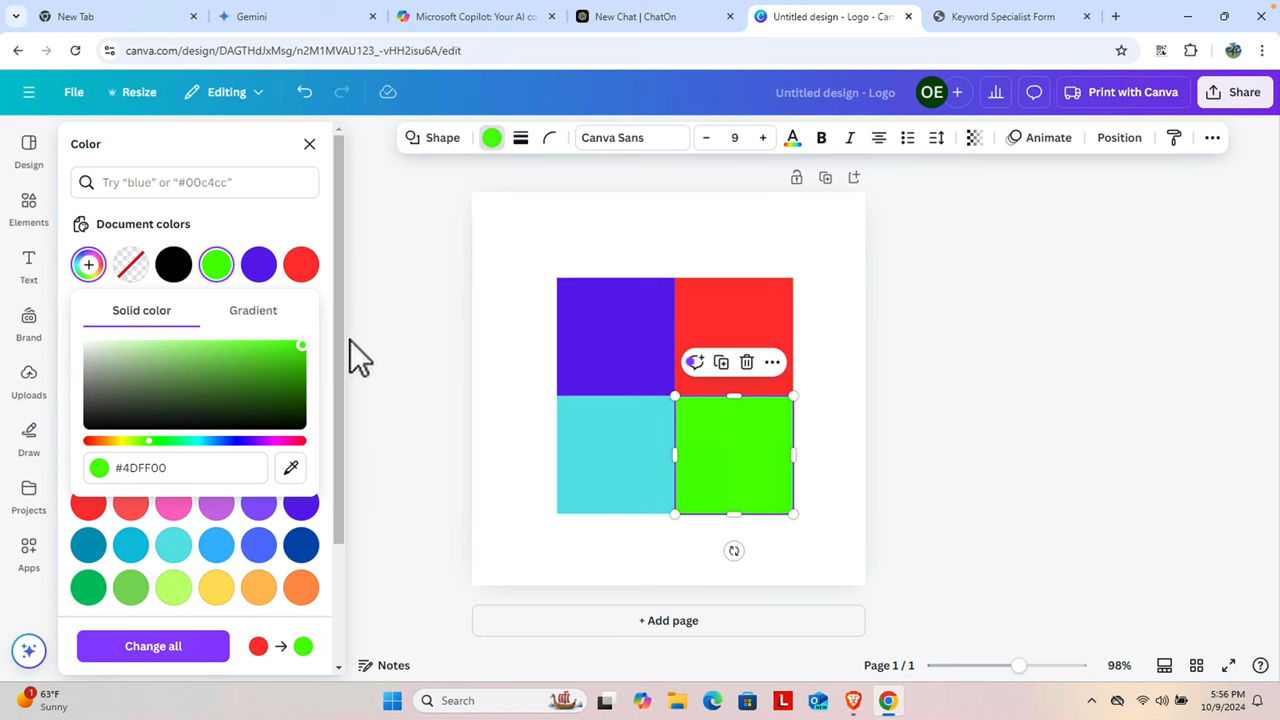 New Tab
Gemini
Microsoft Copilot: Your AI co
New Chat | ChatOn
Untitled design - Logo - Can
Keyword Specialist Form
canva.com/design/DAGTHdJxMsg/n2M1MVAU123_-vHH2isu6A/edit
File
Resize
Editing
Untitled design - Logo
OE
Print with Canva
Share
Design
Elements
Text
Brand
Uploads
Draw
Projects
Apps
Color
Try “blue” or “#00c4cc”
Document colors
Solid color
Gradient
#4DFF00
Change all
Shape
Canva Sans
9
A
B
I
Animate
Position
+ Add page
Notes
Page 1 / 1
98%
1
63°F
Sunny
Search
L
NEW
5:56 PM
10/9/2024